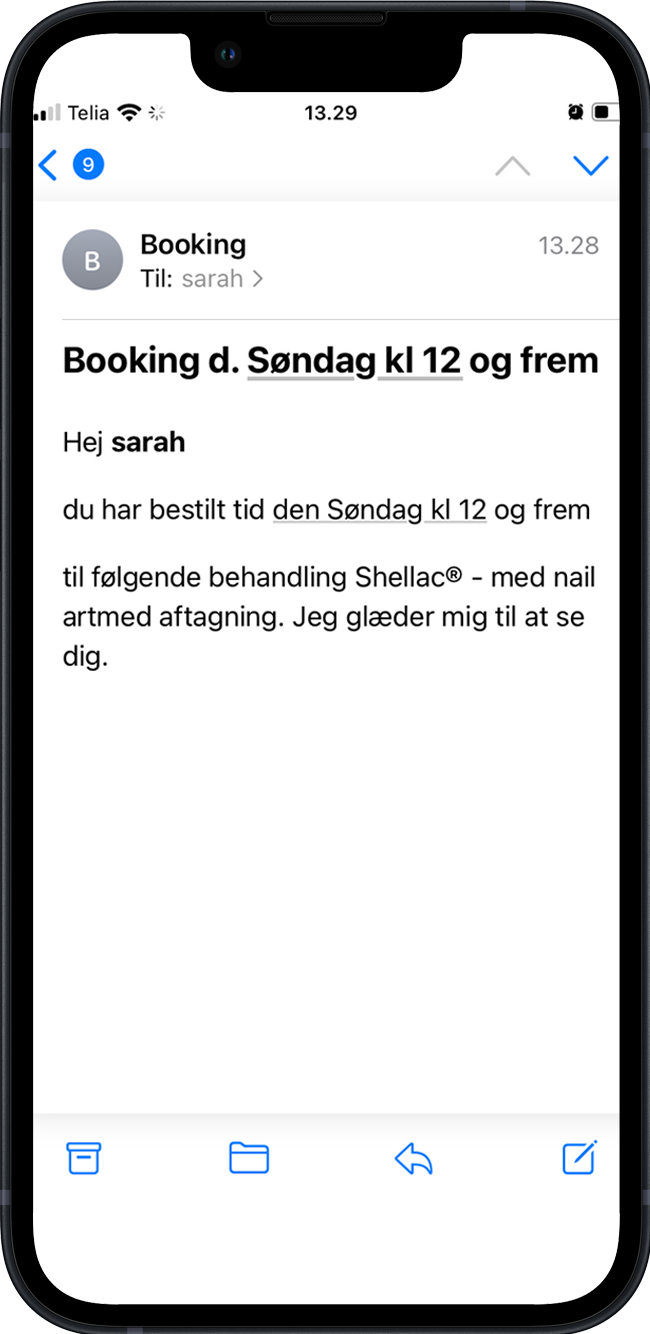 Telia 13.29
9
B
Booking 13.28
Til: sarah
Booking d. Søndag kl 12 og frem
Hej sarah
du har bestilt tid den Søndag kl 12 og frem
til følgende behandling Shellac® - med nail
artmed aftagning. Jeg glæder mig til at se
dig.